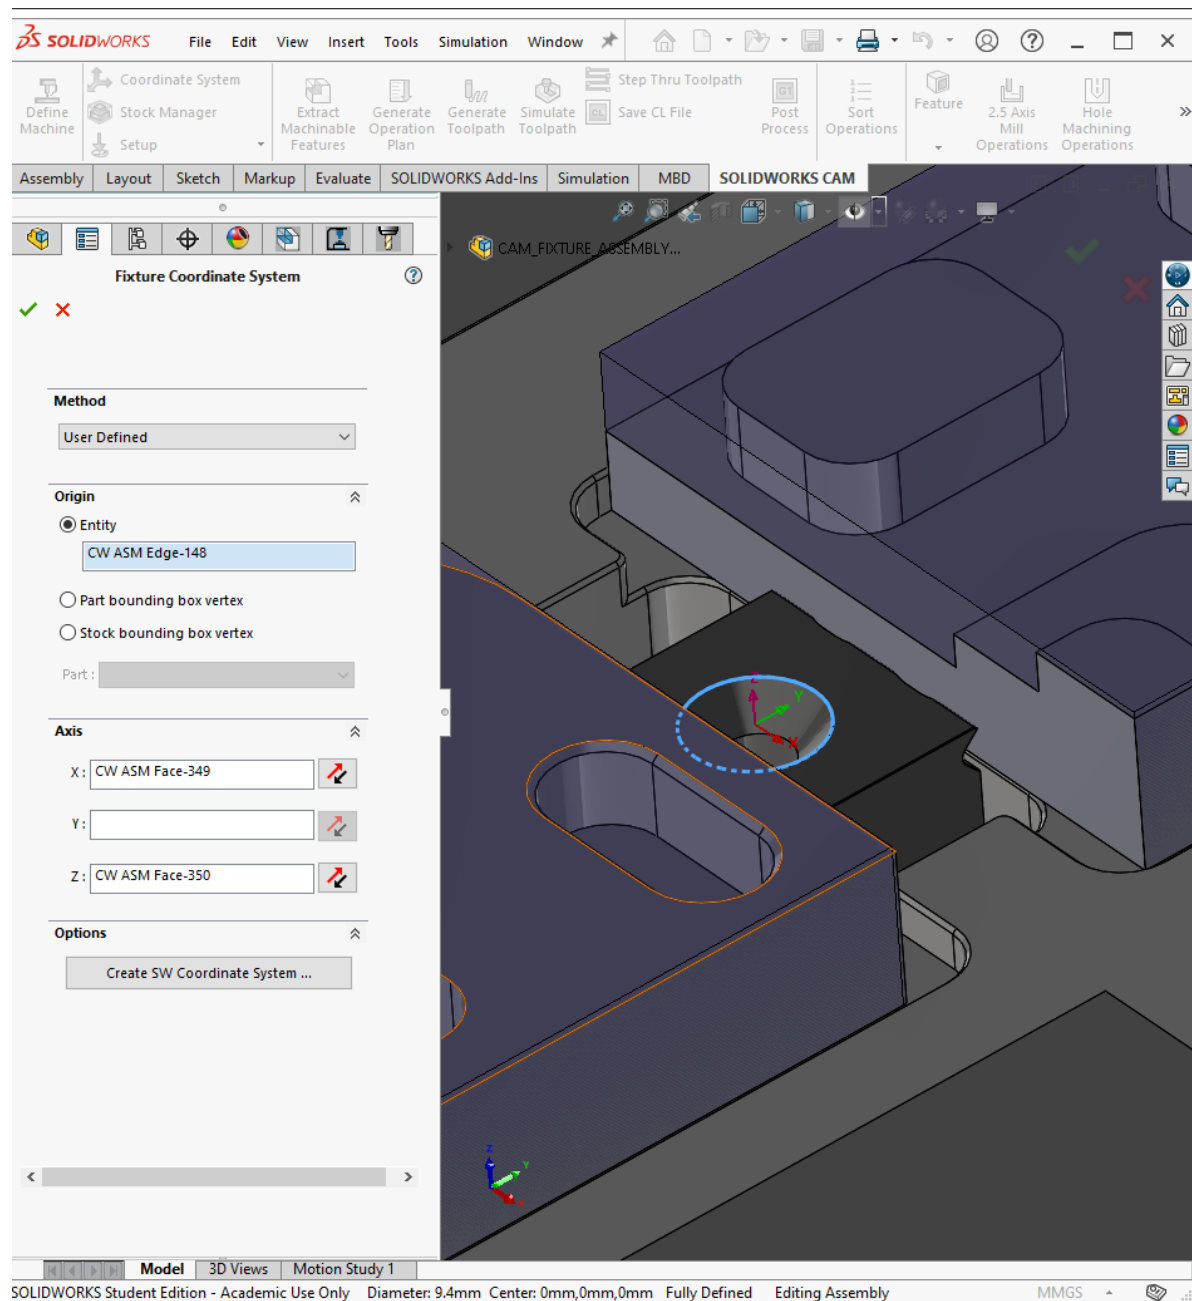 SOLIDWORKS File Edit View Insert Tools Simulation Window
Define Machine
Coordinate System
Stock Manager
Setup
Extract Machinable Features
Generate Operation Plan
Generate Toolpath
Simulate Toolpath
Step Thru Toolpath
CL Save CL File
G1 Post Process
Sort Operations
Feature
2.5 Axis Mill Operations
Hole Machining Operations
Assembly Layout Sketch Markup Evaluate SOLIDWORKS Add-Ins Simulation MBD SOLIDWORKS CAM
CAM_FIXTURE_ASSEMBLY...
Fixture Coordinate System
Method
User Defined
Origin
Entity
CW ASM Edge-148
Part bounding box vertex
Stock bounding box vertex
Part :
Axis
X : CW ASM Face-349
Y :
Z : CW ASM Face-350
Options
Create SW Coordinate System ...
Z
Y
X
Z
Y
X
Model 3D Views Motion Study 1
SOLIDWORKS Student Edition - Academic Use Only Diameter: 9.4mm Center: 0mm,0mm,0mm Fully Defined Editing Assembly MMGS